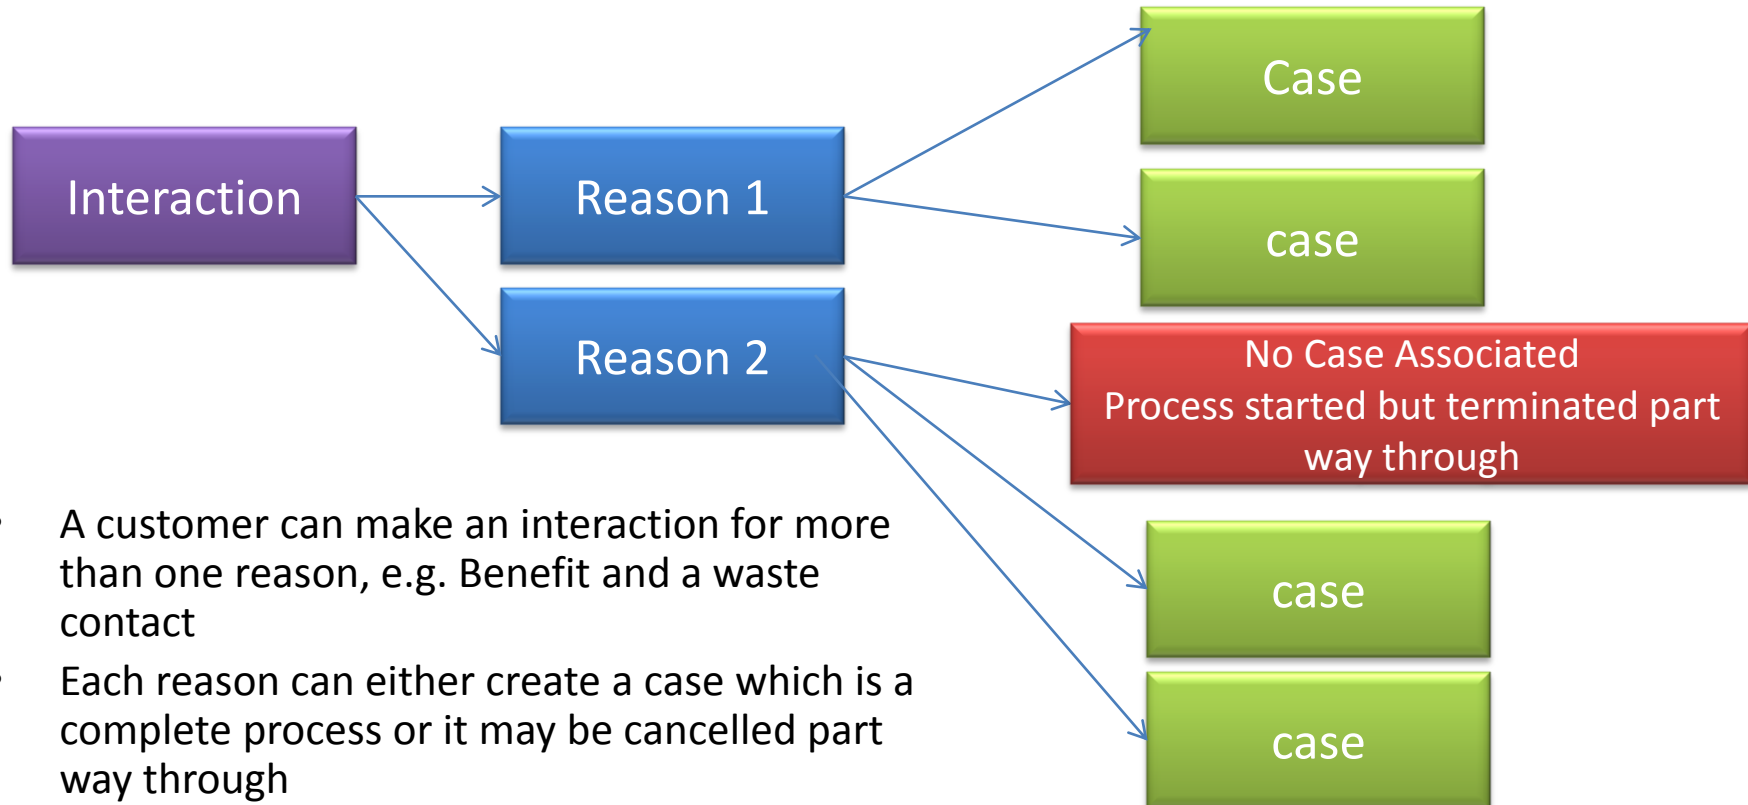 Case
Interaction
Reason 1
case
Reason 2
No Case Associated
Process started but terminated part
way through
• A customer can make an interaction for more
than one reason, e.g. Benefit and a waste
contact
• Each reason can either create a case which is a
complete process or it may be cancelled part
way through
case
case